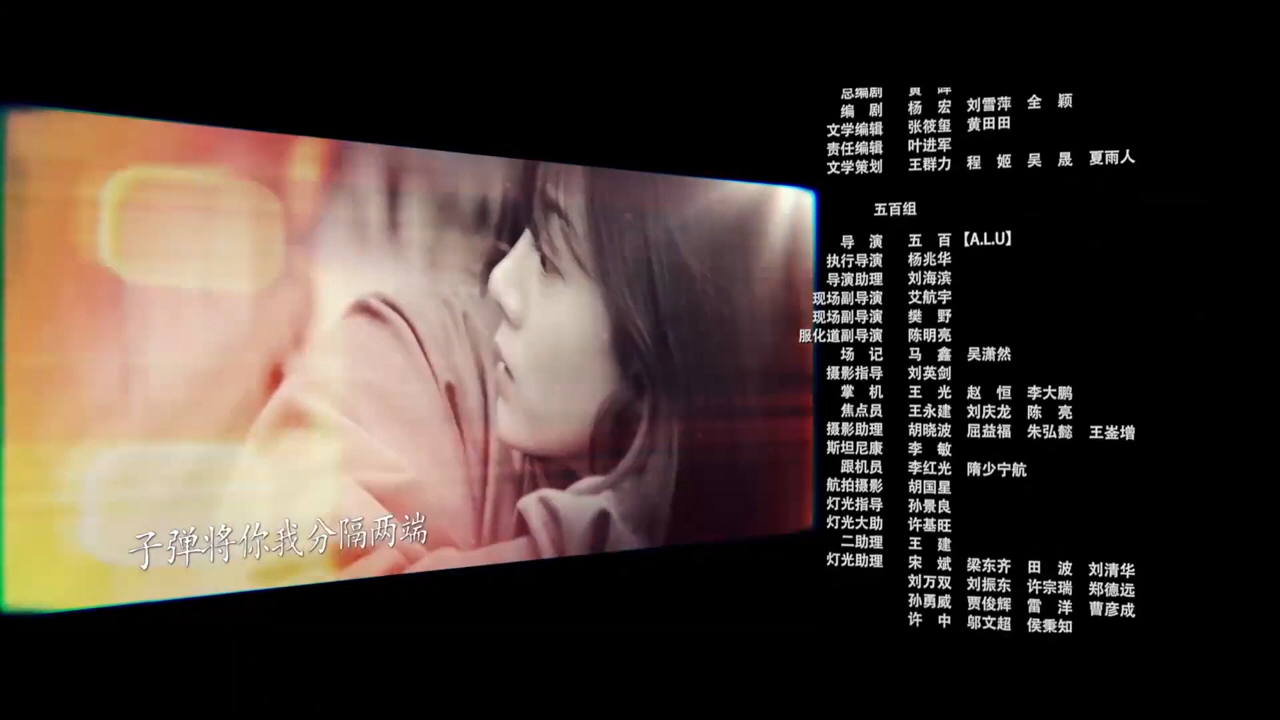 子弹将你我分隔两端
总编剧 黄晖
编剧 杨宏 刘雪萍 全颖
文学编辑 张筱玺 黄田田
责任编辑 叶进军
文学策划 王群力 程姬 吴晟 夏雨人
五百组
导演 五百【A.L.U】
执行导演 杨兆华
导演助理 刘海滨
现场副导演 艾航宇
现场副导演 樊野
服化道副导演 陈明亮
场记 马鑫 吴潇然
摄影指导 刘英剑
掌机 王光 赵恒 李大鹏
焦点员 王永建 刘庆龙 陈亮
摄影助理 胡晓波 屈益福 朱弘懿 王崟增
斯坦尼康 李敏
跟机员 李红光 隋少宁航
航拍摄影 胡国星
灯光指导 孙景良
灯光大助 许基旺
二助理 王建
灯光助理 宋斌 梁东齐 田波 刘清华
刘万双 刘振东 许宗瑞 郑德远
孙勇威 贾俊辉 雷洋 曹彦成
许中 邬文超 侯秉知